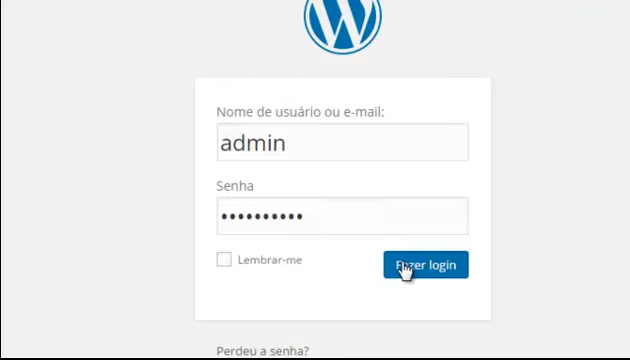 Nome de usuário ou e-mail:
admin
Senha
••••••••••
Lembrar-me
Fazer login
Perdeu a senha?